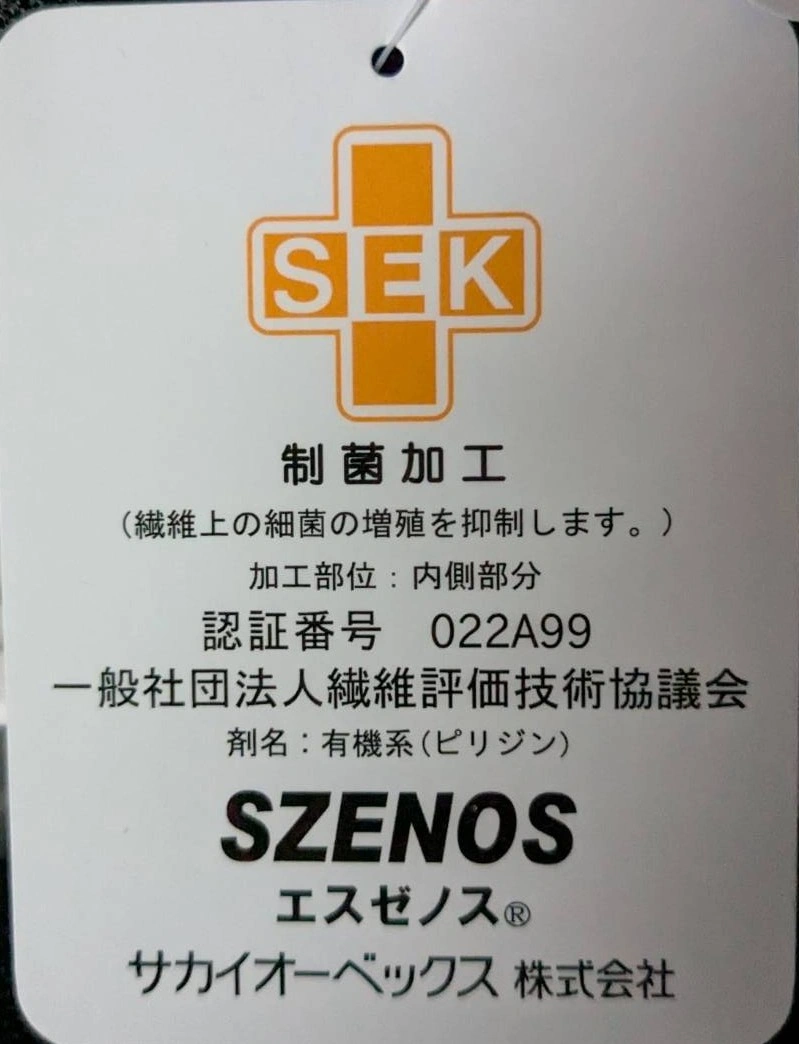 SEK
制菌加工
（繊維上の細菌の増殖を抑制します。）
加工部位：内側部分
認証番号　022A99
一般社団法人繊維評価技術協議会
剤名：有機系（ピリジン）
SZENOS
エスゼノス®
サカイオーベックス 株式会社